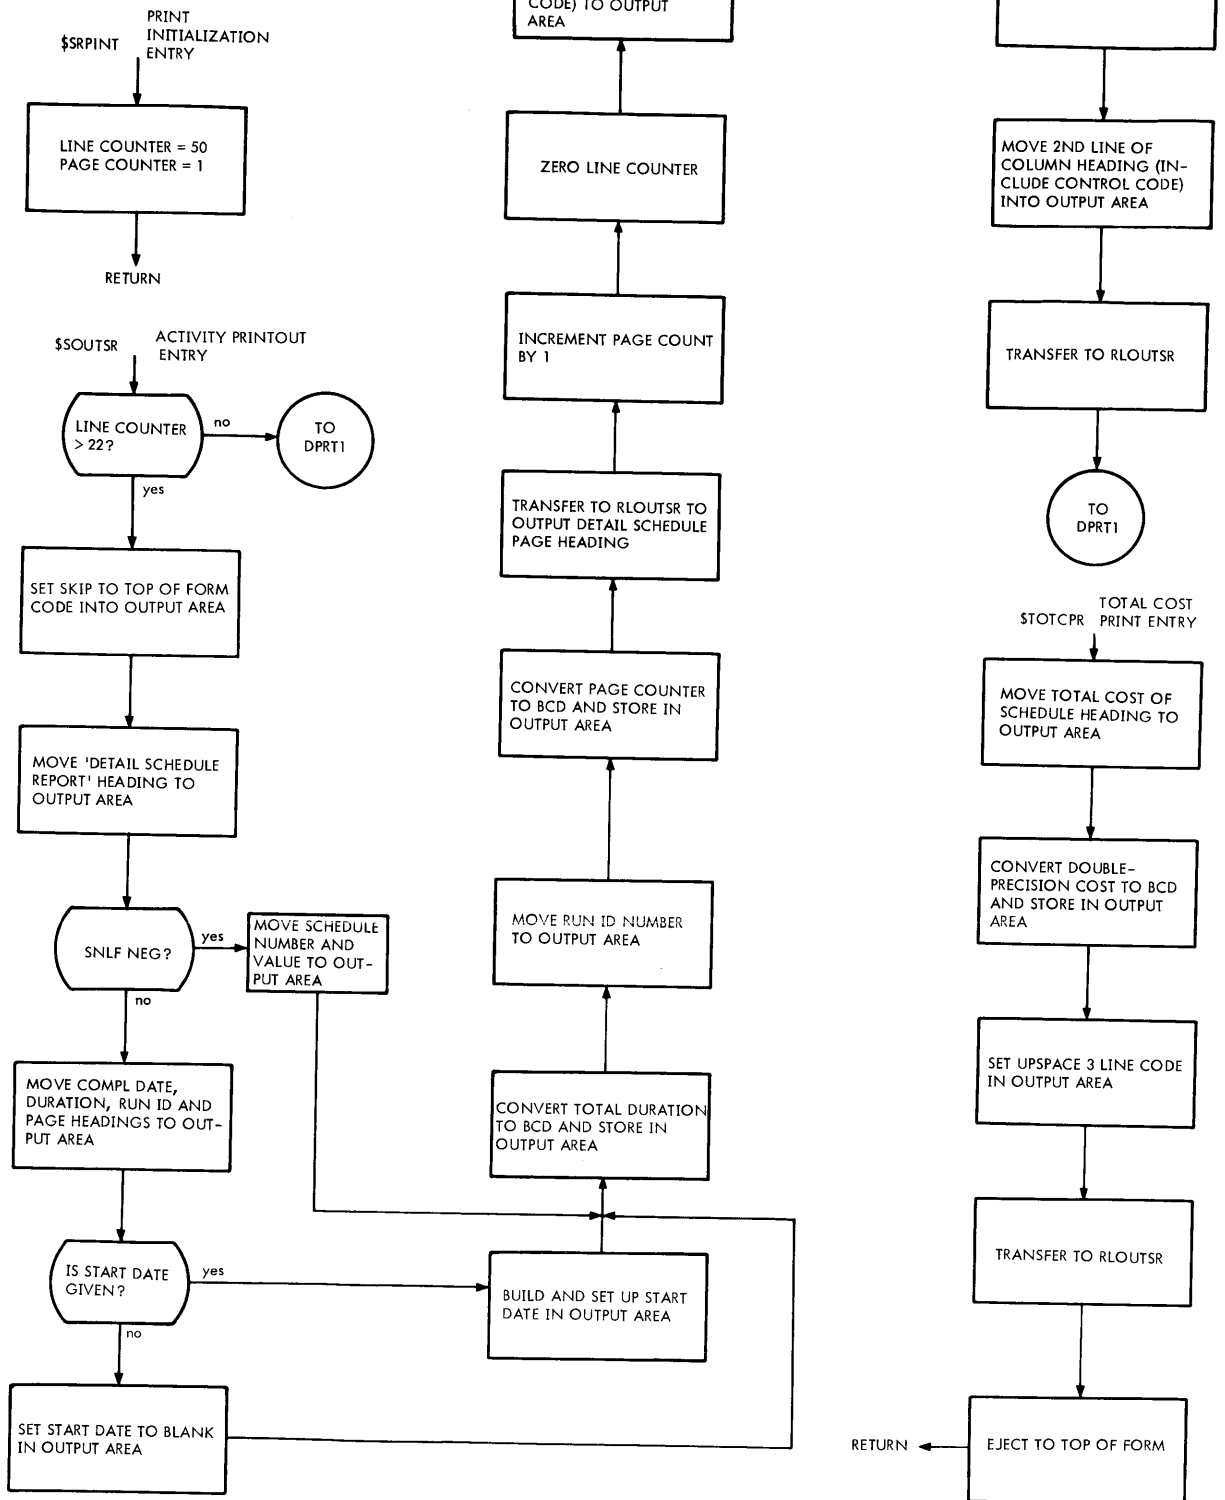 $SRPINT
PRINT
INITIALIZATION
ENTRY
LINE COUNTER = 50
PAGE COUNTER = 1
RETURN
$SOUTSR
ACTIVITY PRINTOUT
ENTRY
LINE COUNTER
> 22?
no
TO
DPRT1
yes
SET SKIP TO TOP OF FORM
CODE INTO OUTPUT AREA
MOVE 'DETAIL SCHEDULE
REPORT' HEADING TO
OUTPUT AREA
SNLF NEG?
yes
MOVE SCHEDULE
NUMBER AND
VALUE TO OUT-
PUT AREA
no
MOVE COMPL DATE,
DURATION, RUN ID AND
PAGE HEADINGS TO OUT-
PUT AREA
IS START DATE
GIVEN?
yes
no
SET START DATE TO BLANK
IN OUTPUT AREA
CODE) TO OUTPUT
AREA
ZERO LINE COUNTER
INCREMENT PAGE COUNT
BY 1
TRANSFER TO RLOUTSR TO
OUTPUT DETAIL SCHEDULE
PAGE HEADING
CONVERT PAGE COUNTER
TO BCD AND STORE IN
OUTPUT AREA
MOVE RUN ID NUMBER
TO OUTPUT AREA
CONVERT TOTAL DURATION
TO BCD AND STORE IN
OUTPUT AREA
BUILD AND SET UP START
DATE IN OUTPUT AREA
MOVE 2ND LINE OF
COLUMN HEADING (IN-
CLUDE CONTROL CODE)
INTO OUTPUT AREA
TRANSFER TO RLOUTSR
TO
DPRT1
$TOTCPR
TOTAL COST
PRINT ENTRY
MOVE TOTAL COST OF
SCHEDULE HEADING TO
OUTPUT AREA
CONVERT DOUBLE-
PRECISION COST TO BCD
AND STORE IN OUTPUT
AREA
SET UPSPACE 3 LINE CODE
IN OUTPUT AREA
TRANSFER TO RLOUTSR
EJECT TO TOP OF FORM
RETURN